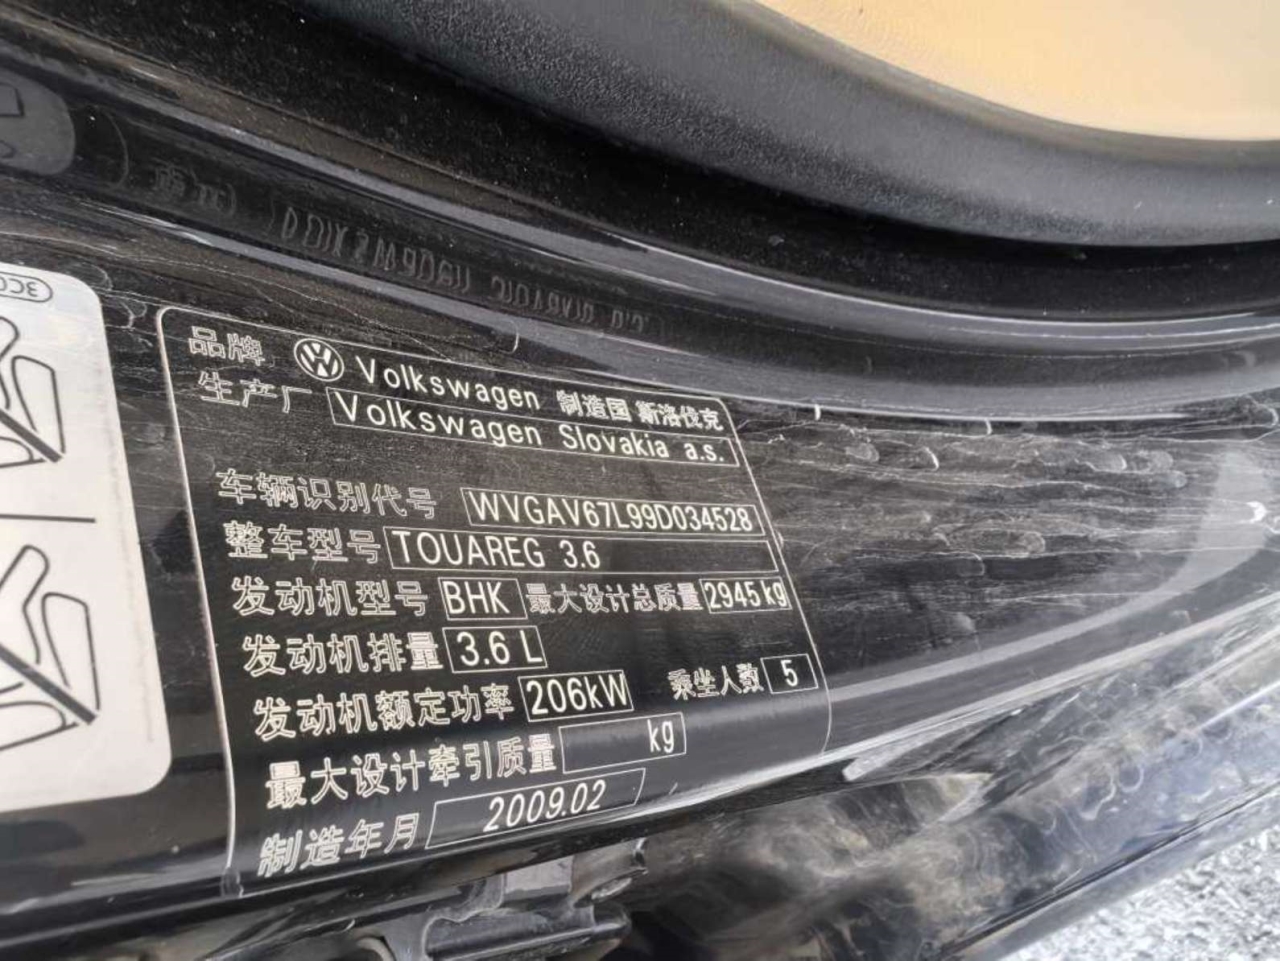 3C0
品牌 Volkswagen 制造国 斯洛伐克
生产厂 Volkswagen Slovakia a.s.
车辆识别代号 WVGAV67L99D034528
整车型号 TOUAREG 3.6
发动机型号 BHK 最大设计总质量 2945 kg
发动机排量 3.6 L
发动机额定功率 206kW 乘坐人数 5
最大设计牵引质量 kg
制造年月 2009.02